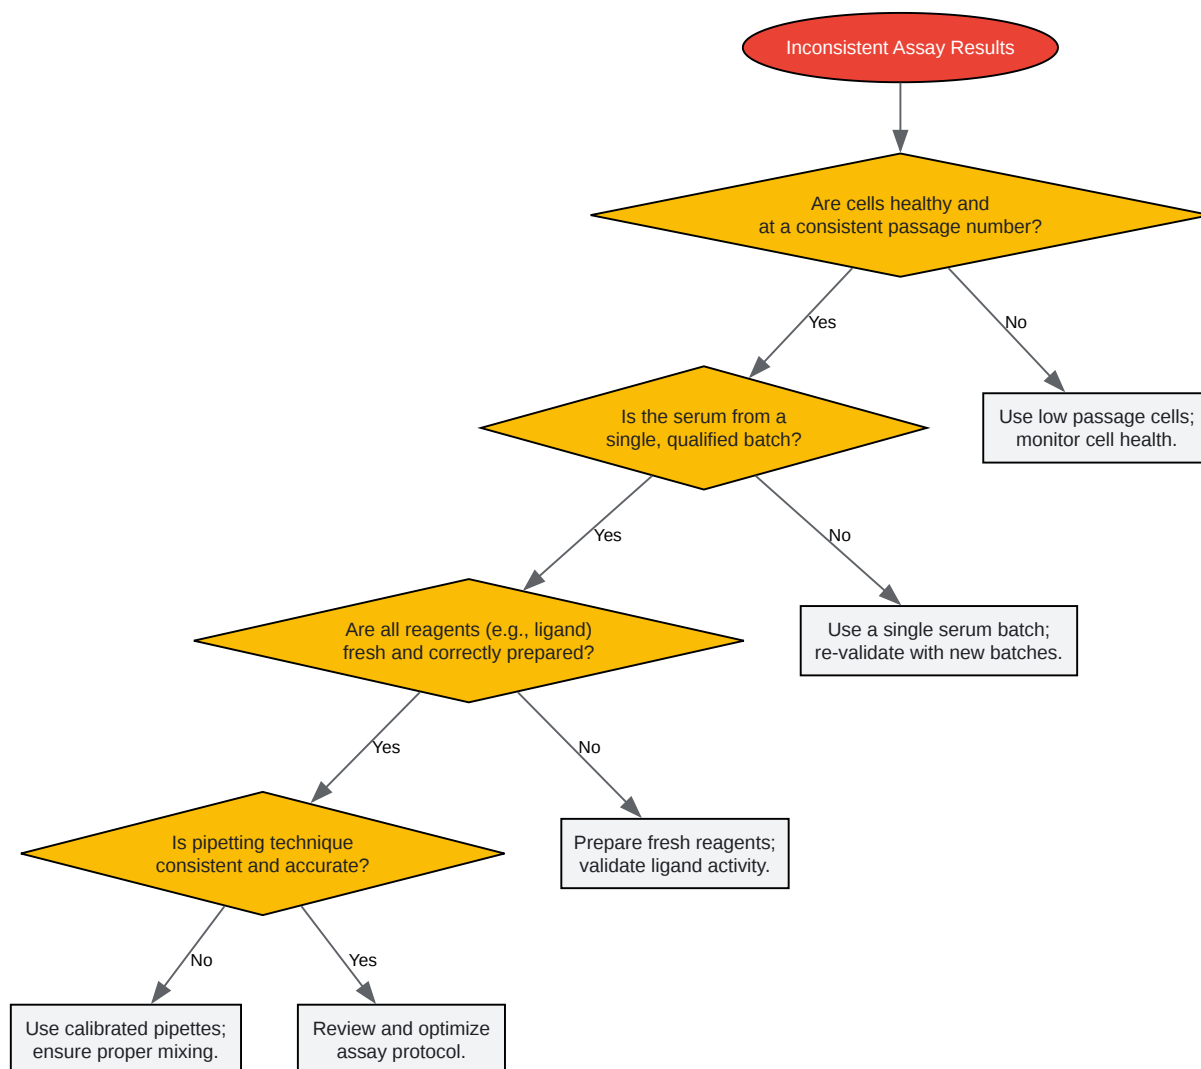 Inconsistent Assay Results
Are cells healthy and
at a consistent passage number?
Yes
No
Is the serum from a
single, qualified batch?
Use low passage cells;
monitor cell health.
Yes
No
Are all reagents (e.g., ligand)
fresh and correctly prepared?
Use a single serum batch;
re-validate with new batches.
Yes
No
Is pipetting technique
consistent and accurate?
Prepare fresh reagents;
validate ligand activity.
No
Yes
Use calibrated pipettes;
ensure proper mixing.
Review and optimize
assay protocol.